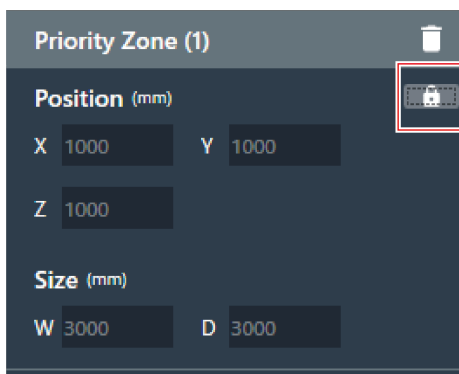 Priority Zone (1)
Position (mm)
X 1000 Y 1000
Z 1000
Size (mm)
W 3000 D 3000